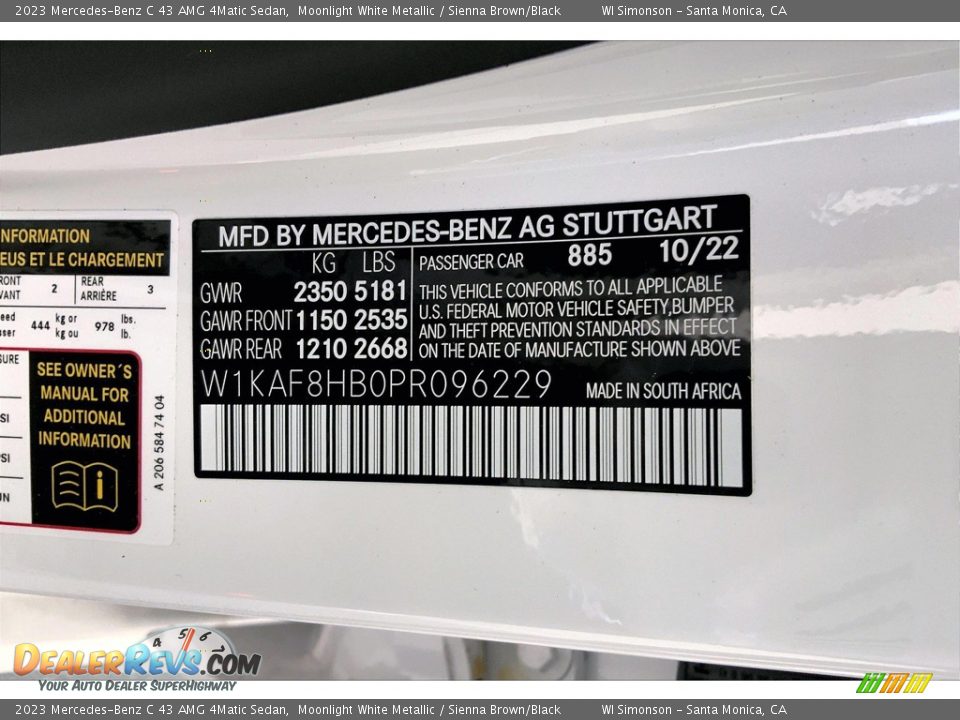 2023 Mercedes-Benz C 43 AMG 4Matic Sedan, Moonlight White Metallic / Sienna Brown/Black WI Simonson - Santa Monica, CA
NFORMATION
EUS ET LE CHARGEMENT
RONT
VANT
2
REAR
ARRIÈRE
3
444 kg or
kg ou
978 lbs.
lb.
SEE OWNER´S
MANUAL FOR
ADDITIONAL
INFORMATION
A 206 584 74 04
MFD BY MERCEDES-BENZ AG STUTTGART
KG LBS
GVWR 2350 5181
GAWR FRONT 1150 2535
GAWR REAR 1210 2668
PASSENGER CAR 885 10/22
THIS VEHICLE CONFORMS TO ALL APPLICABLE
U.S. FEDERAL MOTOR VEHICLE SAFETY,BUMPER
AND THEFT PREVENTION STANDARDS IN EFFECT
ON THE DATE OF MANUFACTURE SHOWN ABOVE
W1KAF8HB0PR096229 MADE IN SOUTH AFRICA
4 5 6
DEALERREVS.COM
YOUR AUTO DEALER SUPERHIGHWAY
2023 Mercedes-Benz C 43 AMG 4Matic Sedan, Moonlight White Metallic / Sienna Brown/Black WI Simonson - Santa Monica, CA